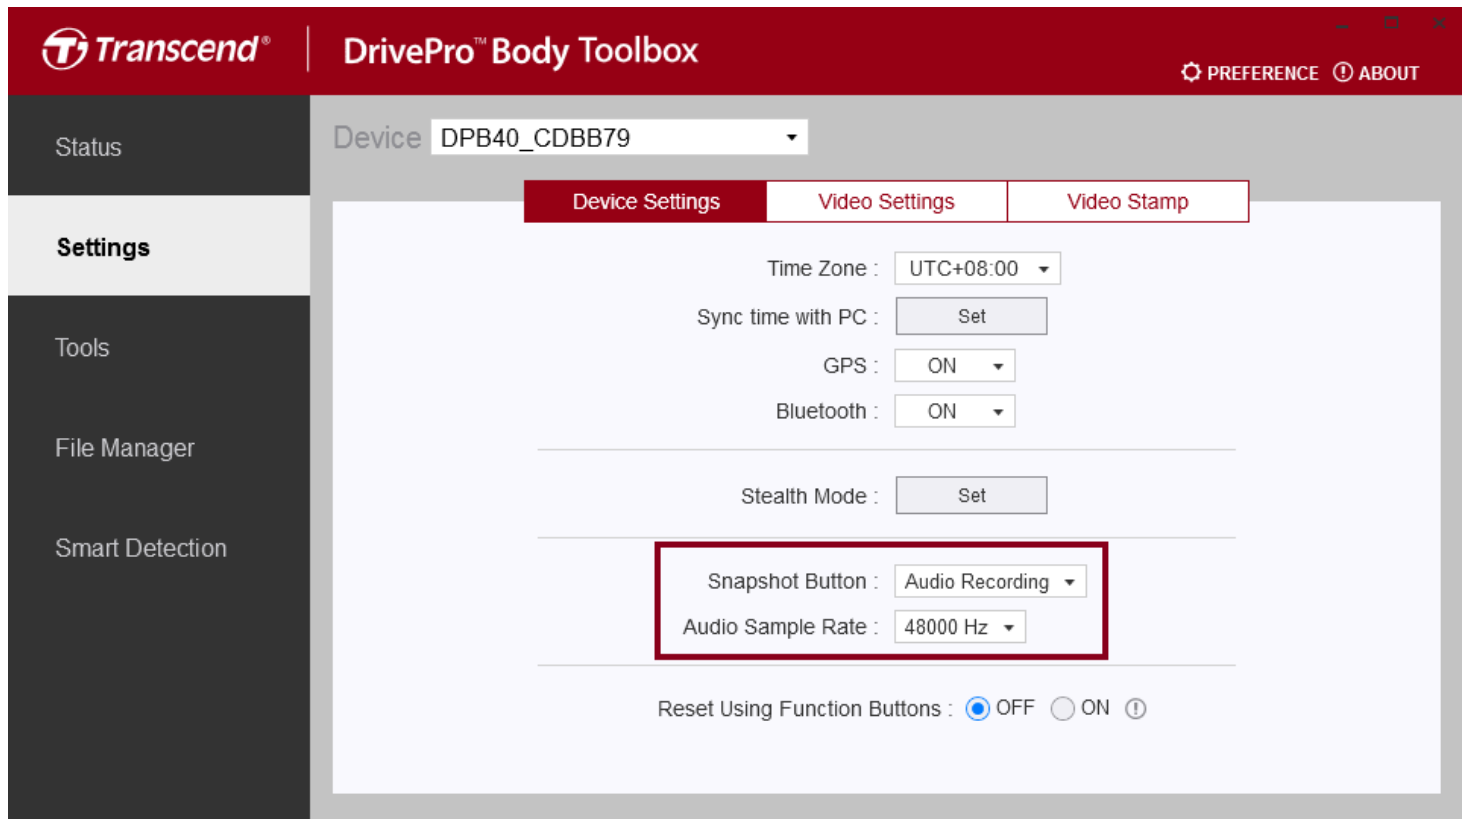 Transcend®
DrivePro™ Body Toolbox
PREFERENCE
ABOUT
Status
Settings
Tools
File Manager
Smart Detection
Device DPB40_CDBB79
Device Settings
Video Settings
Video Stamp
Time Zone : UTC+08:00
Sync time with PC : Set
GPS : ON
Bluetooth : ON
Stealth Mode : Set
Snapshot Button : Audio Recording
Audio Sample Rate : 48000 Hz
Reset Using Function Buttons : OFF ON